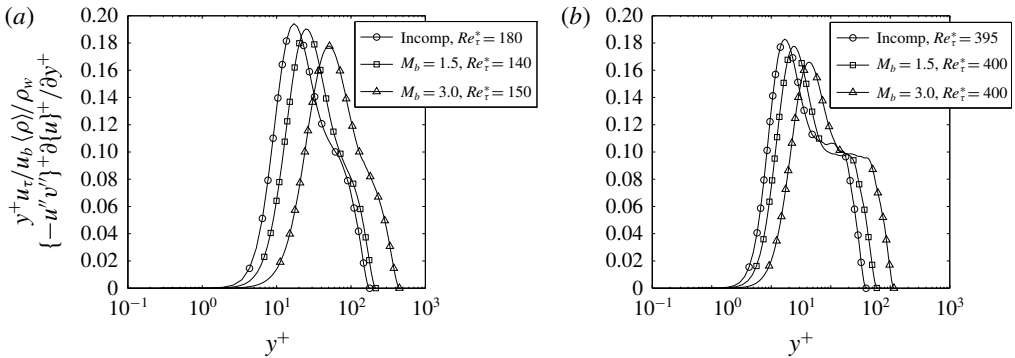 (a)
y⁺u_τ/u_b ⟨ρ⟩/ρ_w
{−u″v″}⁺∂{u}⁺/∂y⁺
0.20
0.18
0.16
0.14
0.12
0.10
0.08
0.06
0.04
0.02
0
Incomp, Re*_τ = 180
M_b = 1.5, Re*_τ = 140
M_b = 3.0, Re*_τ = 150
10⁻¹ 10⁰ 10¹ 10² 10³
y⁺
(b)
0.20
0.18
0.16
0.14
0.12
0.10
0.08
0.06
0.04
0.02
0
Incomp, Re*_τ = 395
M_b = 1.5, Re*_τ = 400
M_b = 3.0, Re*_τ = 400
10⁻¹ 10⁰ 10¹ 10² 10³
y⁺